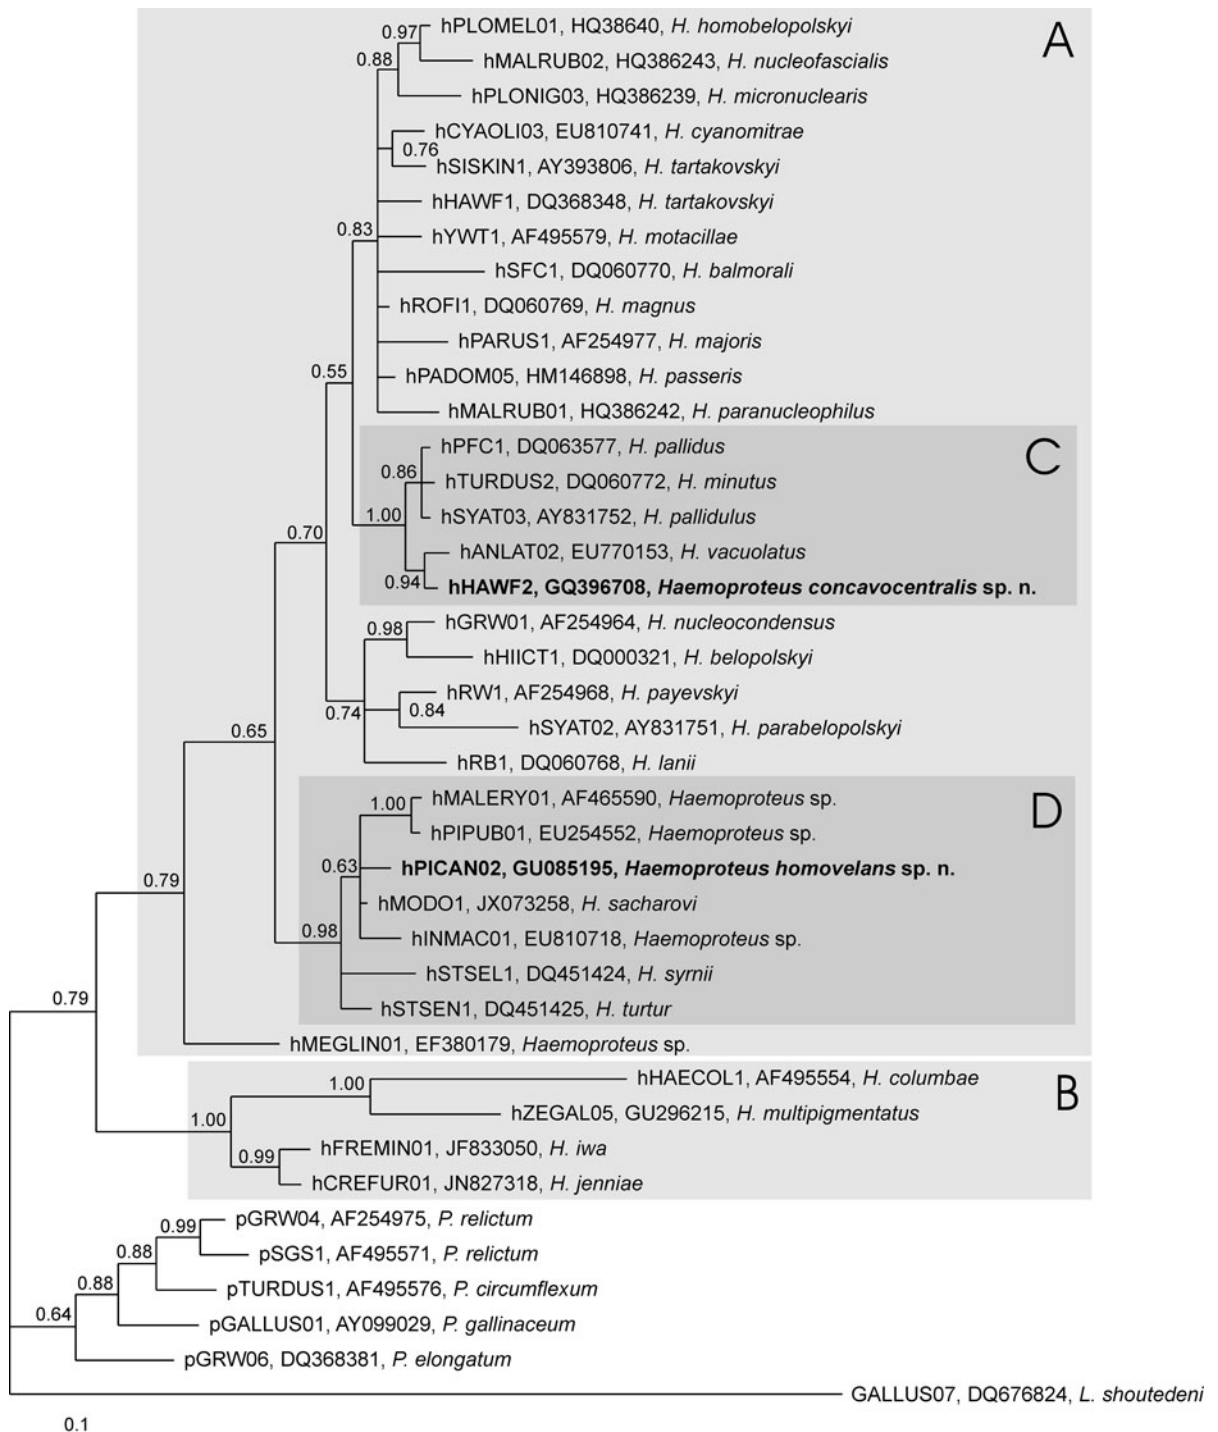 hPLOMEL01, HQ38640, H. homobelopolskyi
A
0.97
0.88
hMALRUB02, HQ386243, H. nucleofascialis
hPLONIG03, HQ386239, H. micronuclearis
hCYAOLI03, EU810741, H. cyanomitrae
0.76
hSISKIN1, AY393806, H. tartakovskyi
hHAWF1, DQ368348, H. tartakovskyi
0.83
hYWT1, AF495579, H. motacillae
hSFC1, DQ060770, H. balmorali
hROFI1, DQ060769, H. magnus
hPARUS1, AF254977, H. majoris
0.55
hPADOM05, HM146898, H. passeris
hMALRUB01, HQ386242, H. paranucleophilus
hPFC1, DQ063577, H. pallidus
C
0.86
hTURDUS2, DQ060772, H. minutus
1.00
hSYAT03, AY831752, H. pallidulus
0.70
hANLAT02, EU770153, H. vacuolatus
0.94
hHAWF2, GQ396708, Haemoproteus concavocentralis sp. n.
0.98
hGRW01, AF254964, H. nucleocondensus
hHIICT1, DQ000321, H. belopolskyi
hRW1, AF254968, H. payevskyi
0.74
0.84
hSYAT02, AY831751, H. parabelopolskyi
0.65
hRB1, DQ060768, H. lanii
hMALERY01, AF465590, Haemoproteus sp.
D
1.00
hPIPUB01, EU254552, Haemoproteus sp.
0.63
hPICAN02, GU085195, Haemoproteus homovelans sp. n.
0.79
hMODO1, JX073258, H. sacharovi
0.98
hINMAC01, EU810718, Haemoproteus sp.
hSTSEL1, DQ451424, H. syrnii
0.79
hSTSEN1, DQ451425, H. turtur
hMEGLIN01, EF380179, Haemoproteus sp.
hHAECOL1, AF495554, H. columbae
B
1.00
hZEGAL05, GU296215, H. multipigmentatus
1.00
hFREMIN01, JF833050, H. iwa
0.99
hCREFUR01, JN827318, H. jenniae
pGRW04, AF254975, P. relictum
0.99
pSGS1, AF495571, P. relictum
0.88
pTURDUS1, AF495576, P. circumflexum
0.88
pGALLUS01, AY099029, P. gallinaceum
0.64
pGRW06, DQ368381, P. elongatum
GALLUS07, DQ676824, L. shoutedeni
0.1